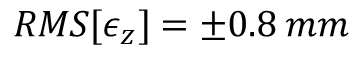 RMS[ϵ_z] = ±0.8 mm